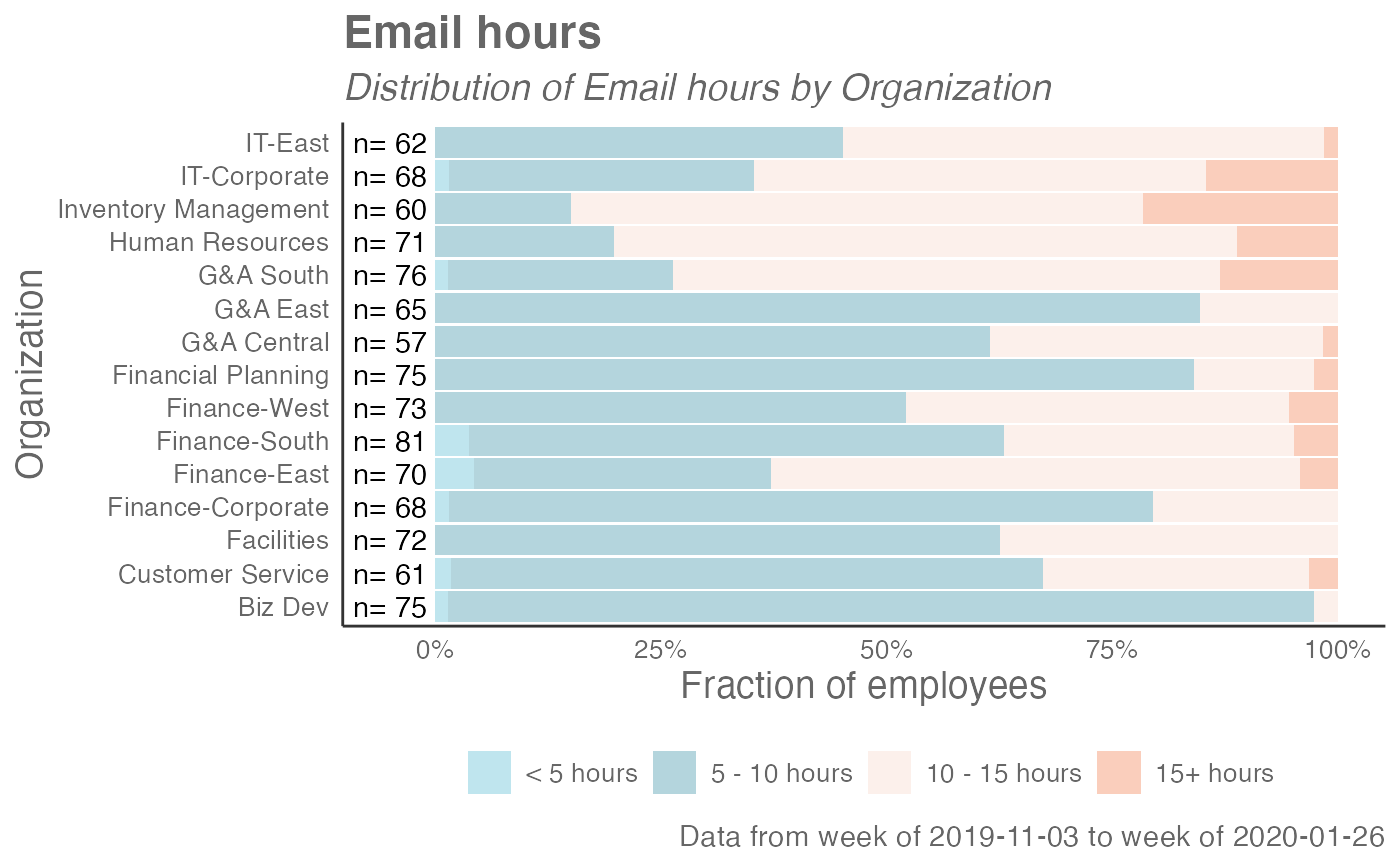 Email hours
Distribution of Email hours by Organization
Organization
IT-East n= 62
IT-Corporate n= 68
Inventory Management n= 60
Human Resources n= 71
G&A South n= 76
G&A East n= 65
G&A Central n= 57
Financial Planning n= 75
Finance-West n= 73
Finance-South n= 81
Finance-East n= 70
Finance-Corporate n= 68
Facilities n= 72
Customer Service n= 61
Biz Dev n= 75
0% 25% 50% 75% 100%
Fraction of employees
< 5 hours 5 - 10 hours 10 - 15 hours 15+ hours
Data from week of 2019-11-03 to week of 2020-01-26